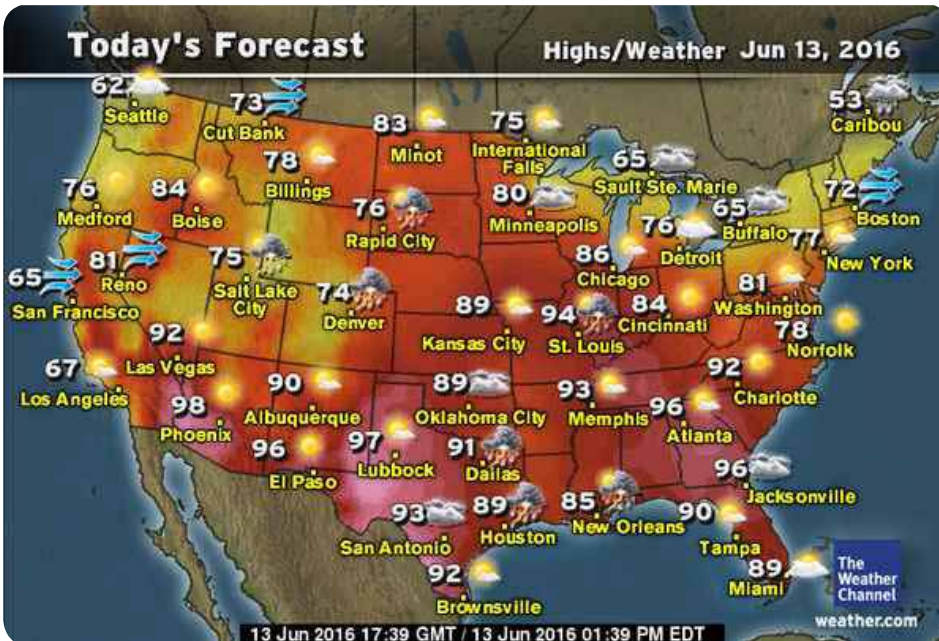 Today's Forecast
Highs/Weather Jun 13, 2016
62
Seattle
73
Cut Bank
83
Minot
75
International
Falls
65
Sault Ste. Marie
53
Caribou
76
Medford
84
Boise
78
Billings
76
Rapid City
80
Minneapolis
86
Chicago
76
Detroit
65
Buffalo
72
Boston
77
New York
65
San Francisco
81
Reno
75
Salt Lake
City
74
Denver
89
Kansas City
94
St. Louis
84
Cincinnati
81
Washington
78
Norfolk
67
Los Angeles
92
Las Vegas
98
Phoenix
90
Albuquerque
89
Oklahoma City
93
Memphis
92
Charlotte
96
Atlanta
96
El Paso
97
Lubbock
91
Dallas
96
Jacksonville
93
San Antonio
89
Houston
85
New Orleans
90
Tampa
89
Miami
92
Brownsville
The
Weather
Channel
weather.com
13 Jun 2016 17:39 GMT / 13 Jun 2016 01:39 PM EDT